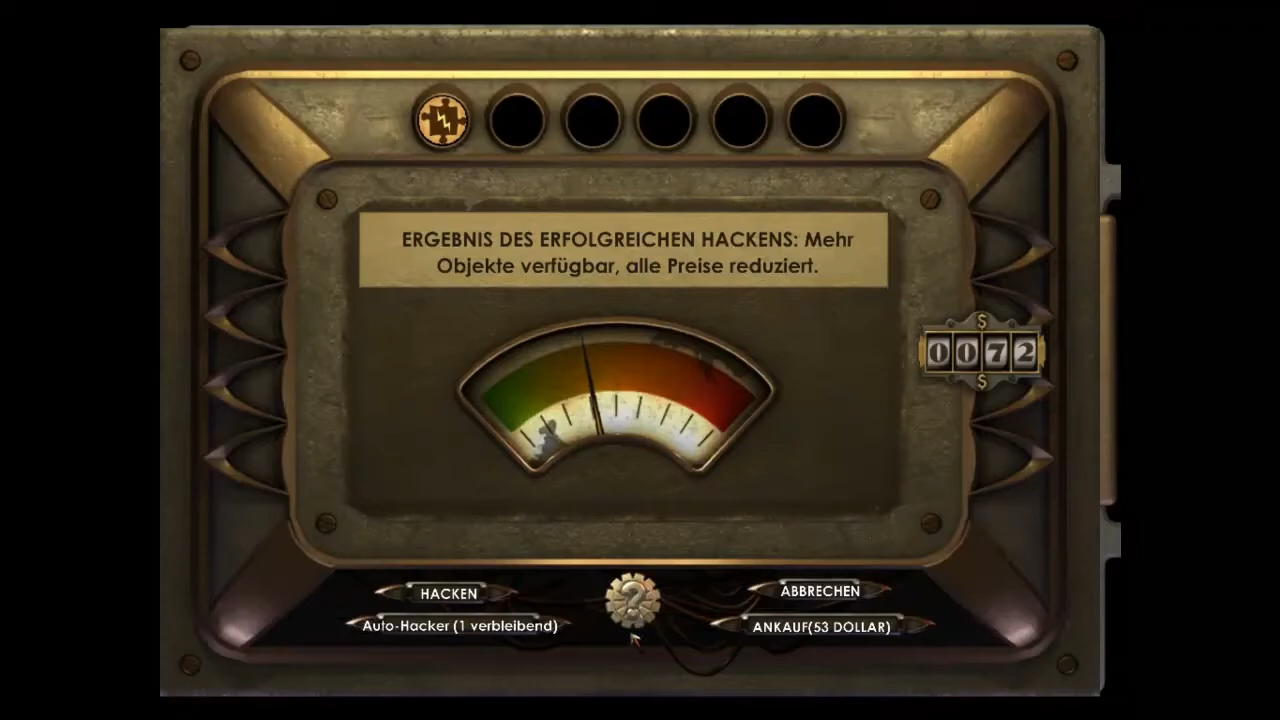 ERGEBNIS DES ERFOLGREICHEN HACKENS: Mehr
Objekte verfügbar, alle Preise reduziert.
$
0072
$
HACKEN
?
ABBRECHEN
Auto-Hacker (1 verbleibend)
ANKAUF(53 DOLLAR)